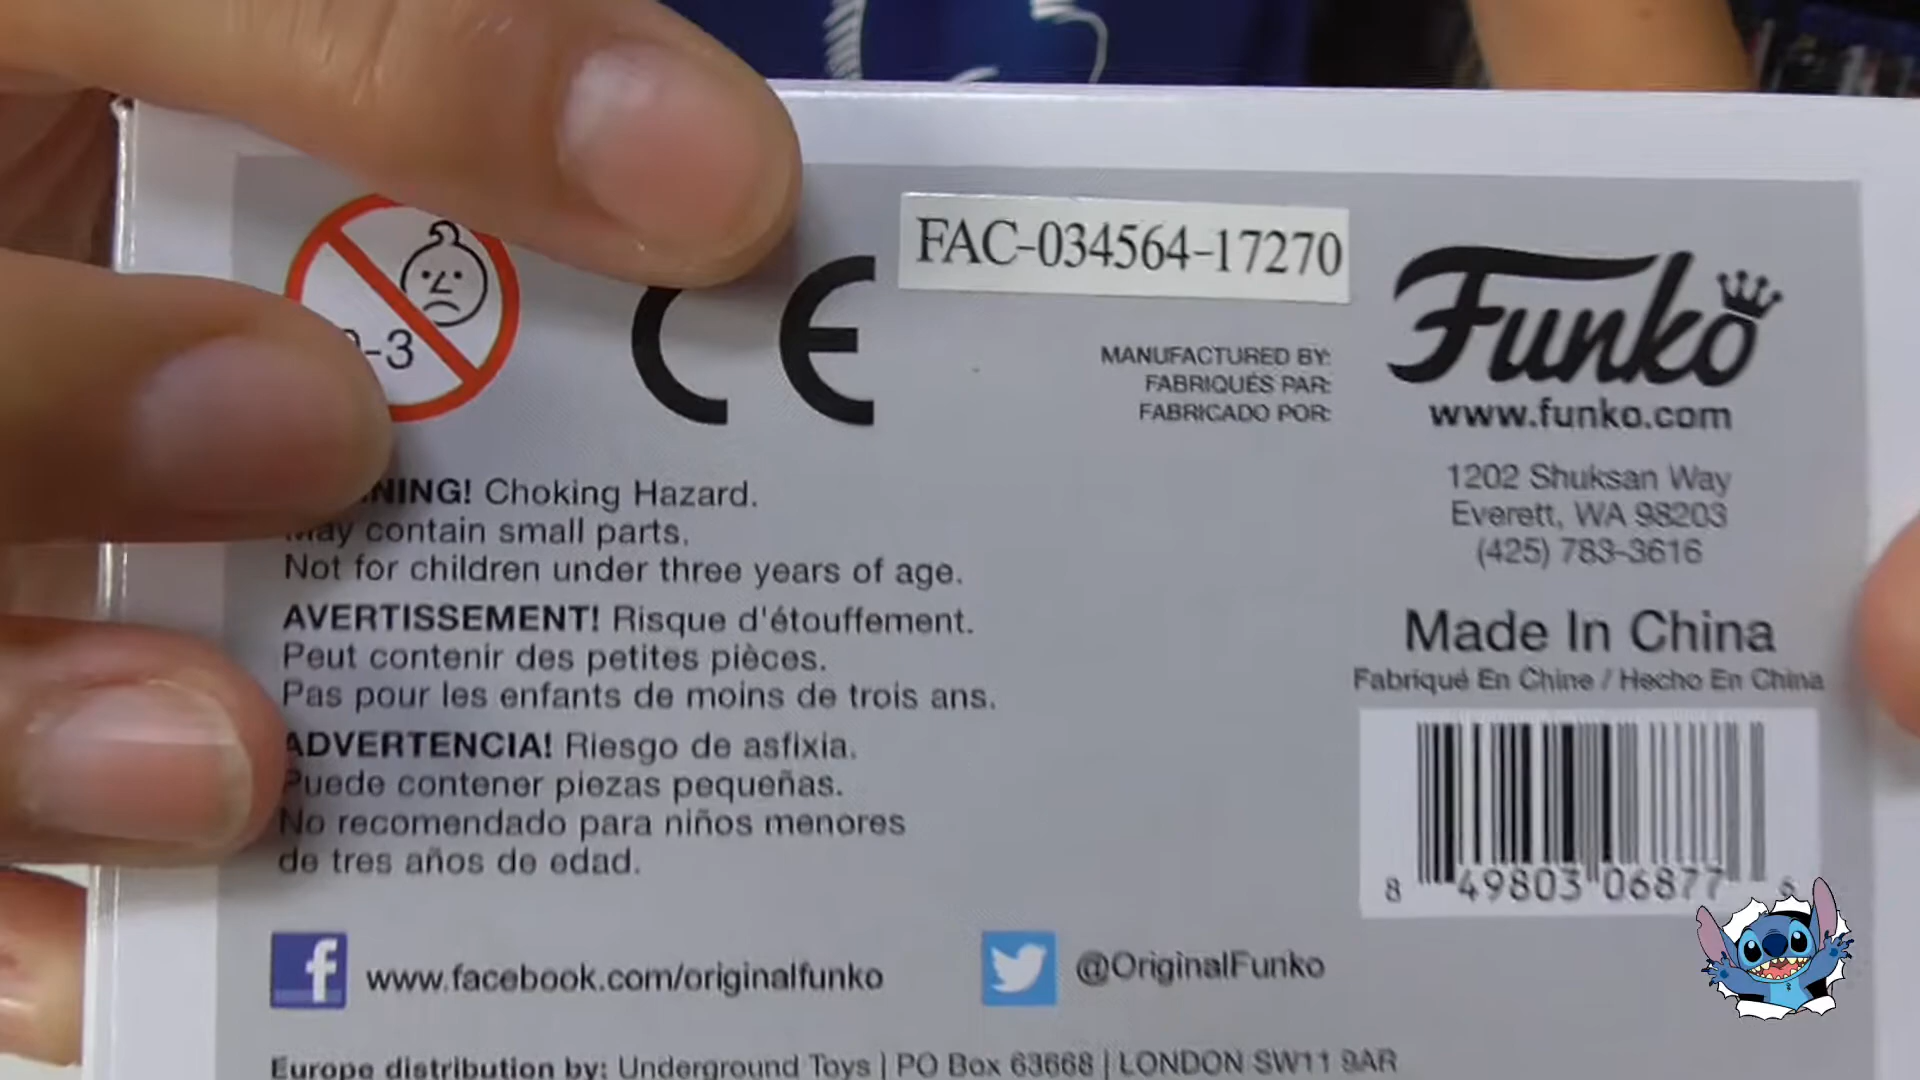 FAC-034564-17270
-3
CE
MANUFACTURED BY:
FABRIQUÉS PAR:
FABRICADO POR:
Funko
www.funko.com
1202 Shuksan Way
Everett, WA 98203
(425) 783-3616
Made In China
Fabriqué En Chine / Hecho En China
NING! Choking Hazard.
May contain small parts.
Not for children under three years of age.
AVERTISSEMENT! Risque d'étouffement.
Peut contenir des petites pièces.
Pas pour les enfants de moins de trois ans.
ADVERTENCIA! Riesgo de asfixia.
Puede contener piezas pequeñas.
No recomendado para niños menores
de tres años de edad.
8 49803 06877 6
f www.facebook.com/originalfunko
@OriginalFunko
Europe distribution by: Underground Toys | PO Box 63668 | LONDON SW11 9AR